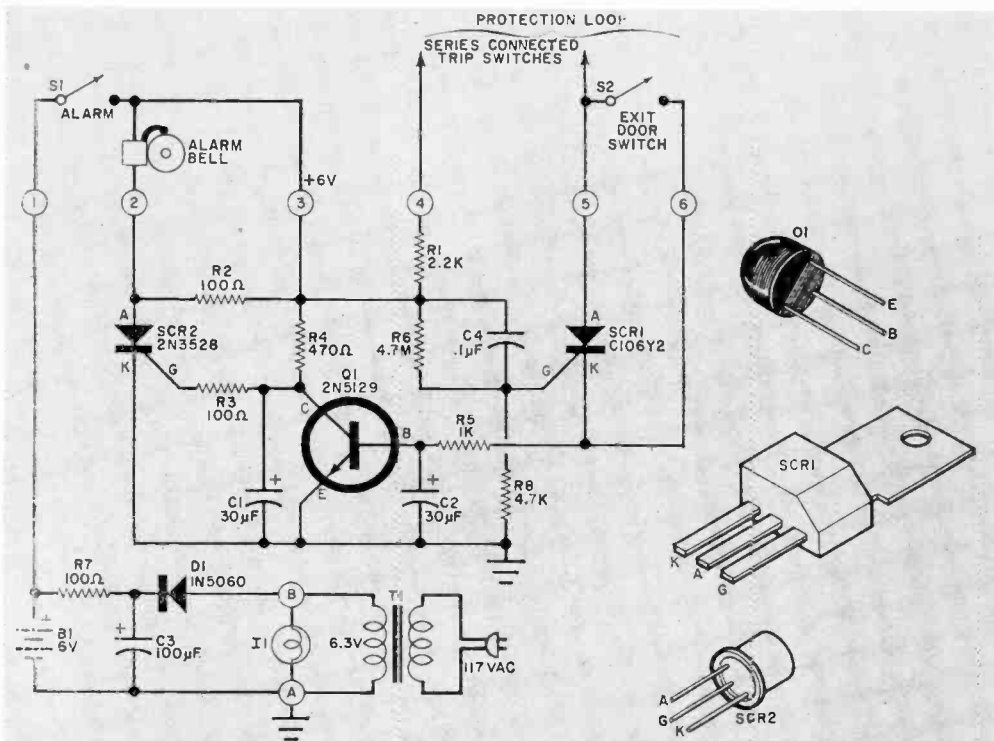 PROTECTION LOOP
SERIES CONNECTED
TRIP SWITCHES
S1
ALARM
S2
EXIT
DOOR
SWITCH
ALARM
BELL
+6V
1
2
3
4
5
6
R1
2.2K
Q1
E
B
C
A
R2
100Ω
SCR2
2N3528
K
G
R4
470Ω
R6
4.7M
C4
.1µF
A
SCR1
C106Y2
G
K
Q1
2N5129
R3
100Ω
C
B
E
R5
1K
C1
30µF
+
C2
30µF
+
R8
4.7K
SCR1
K
A
G
R7
100Ω
D1
1N5060
B
T1
+
B1
6V
+
C3
100µF
I1
6.3V
117VAC
A
A
G
K
SCR2